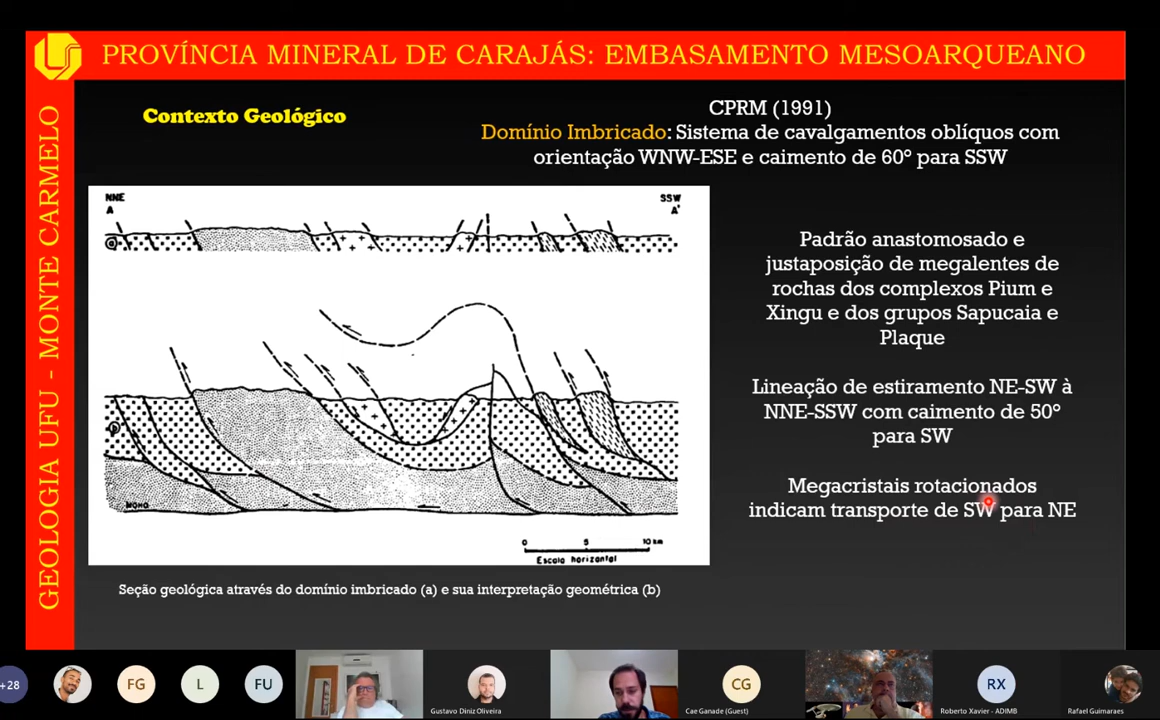 PROVÍNCIA MINERAL DE CARAJÁS: EMBASAMENTO MESOARQUEANO
GEOLOGIA UFU - MONTE CARMELO
Contexto Geológico
CPRM (1991)
Domínio Imbricado: Sistema de cavalgamentos oblíquos com
orientação WNW-ESE e caimento de 60° para SSW
NNE
A
SSW
A'
a
b
MOHO
0 5 10 km
Escala horizontal
Padrão anastomosado e
justaposição de megalentes de
rochas dos complexos Pium e
Xingu e dos grupos Sapucaia e
Plaque
Lineação de estiramento NE-SW à
NNE-SSW com caimento de 50°
para SW
Megacristais rotacionados
indicam transporte de SW para NE
Seção geológica através do domínio imbricado (a) e sua interpretação geométrica (b)
+28
FG
L
FU
Gustavo Diniz Oliveira
CG
Cae Ganade (Guest)
RX
Roberto Xavier - ADIMB
Rafael Guimaraes